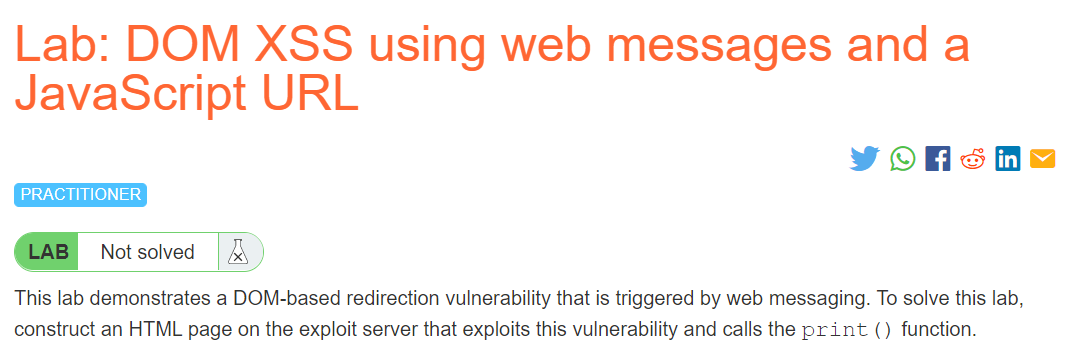 Lab: DOM XSS using web messages and a
JavaScript URL
PRACTITIONER
LAB Not solved
This lab demonstrates a DOM-based redirection vulnerability that is triggered by web messaging. To solve this lab,
construct an HTML page on the exploit server that exploits this vulnerability and calls the print() function.